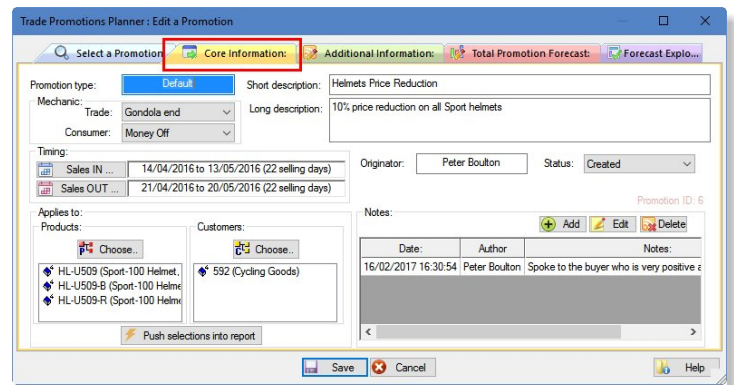 Trade Promotions Planner : Edit a Promotion
Select a Promotion
Core Information:
Additional Information:
Total Promotion Forecast:
Forecast Explo...
Promotion type:
Default
Short description:
Helmets Price Reduction
Mechanic:
Trade:
Gondola end
Long description:
10% price reduction on all Sport helmets
Consumer:
Money Off
Timing:
Sales IN ...
14/04/2016 to 13/05/2016 (22 selling days)
Originator:
Peter Boulton
Status:
Created
Sales OUT ...
21/04/2016 to 20/05/2016 (22 selling days)
Promotion ID: 6
Applies to:
Products:
Customers:
Choose..
Choose..
HL-U509 (Sport-100 Helmet,
HL-U509-B (Sport-100 Helme
HL-U509-R (Sport-100 Helme
592 (Cycling Goods)
Push selections into report
Notes:
Add
Edit
Delete
Date:
Author
Notes:
16/02/2017 16:30:54
Peter Boulton
Spoke to the buyer who is very positive a
Save
Cancel
Help